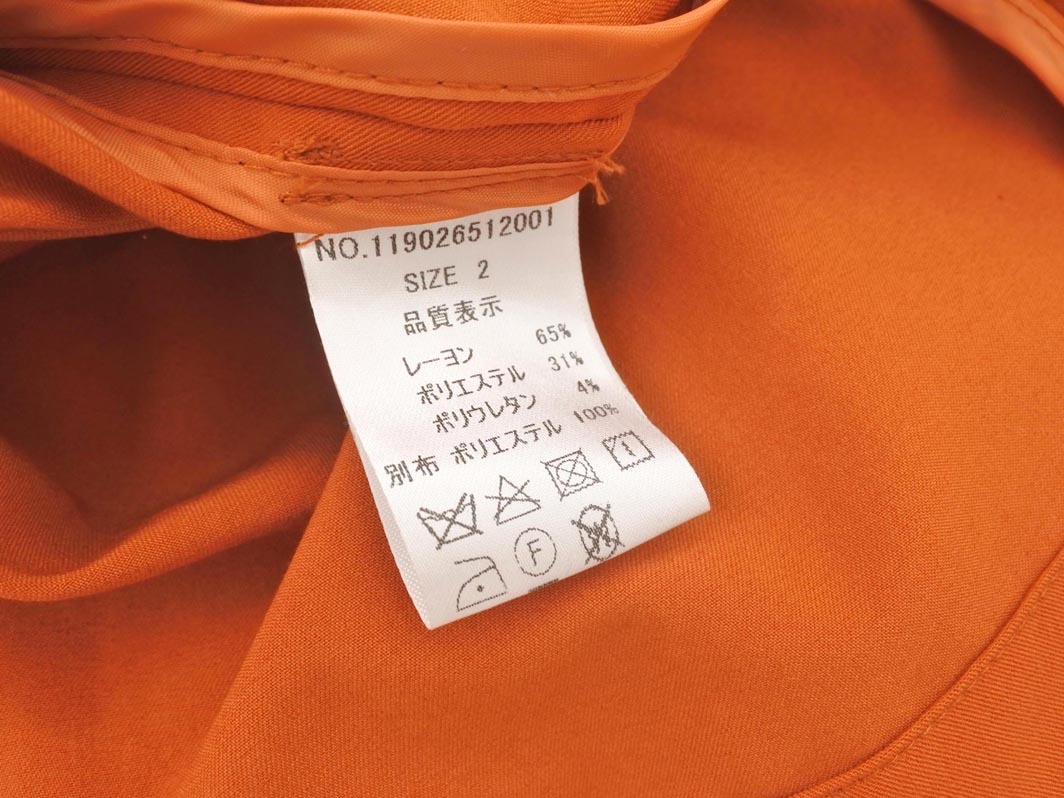 NO.119026512001
SIZE 2
品質表示
レーヨン 65%
ポリエステル 31%
ポリウレタン 4%
別布 ポリエステル 100%
F